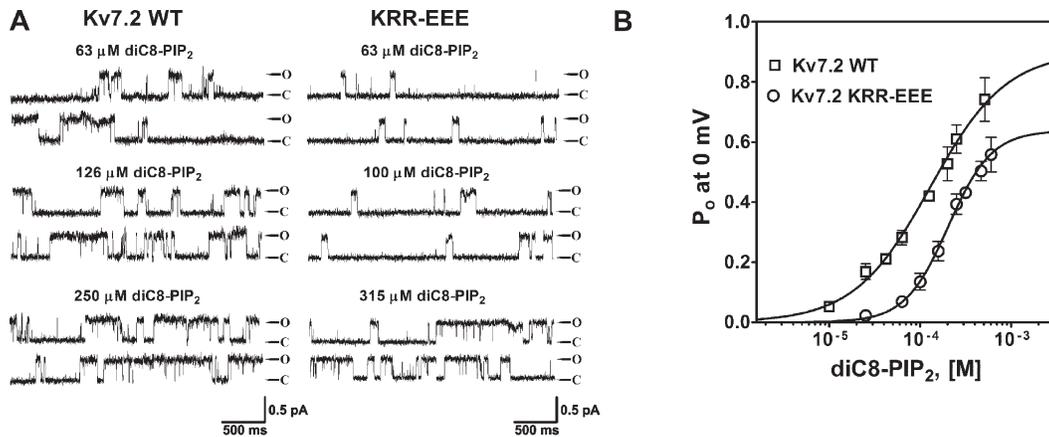 A
Kv7.2 WT
KRR-EEE
63 μM diC8-PIP₂
63 μM diC8-PIP₂
O
O
C
C
O
O
C
C
126 μM diC8-PIP₂
100 μM diC8-PIP₂
O
O
C
C
O
O
C
C
250 μM diC8-PIP₂
315 μM diC8-PIP₂
O
O
C
C
O
O
C
C
0.5 pA
500 ms
0.5 pA
500 ms
B
1.0
0.8
0.6
0.4
0.2
0.0
Pₒ at 0 mV
Kv7.2 WT
Kv7.2 KRR-EEE
10⁻⁵
10⁻⁴
10⁻³
diC8-PIP₂, [M]